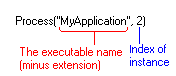 Process("MyApplication", 2)
The executable name
(minus extension)
Index of
instance